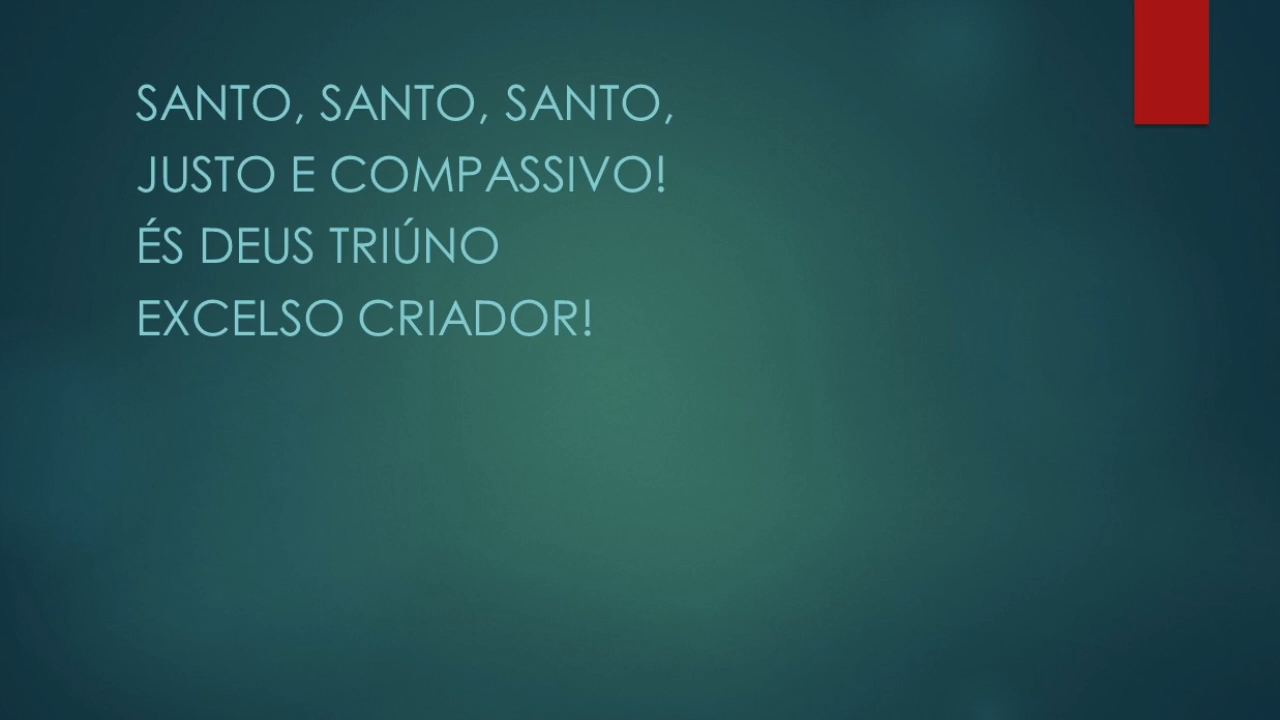 SANTO, SANTO, SANTO,
JUSTO E COMPASSIVO!
ÉS DEUS TRIÚNO
EXCELSO CRIADOR!